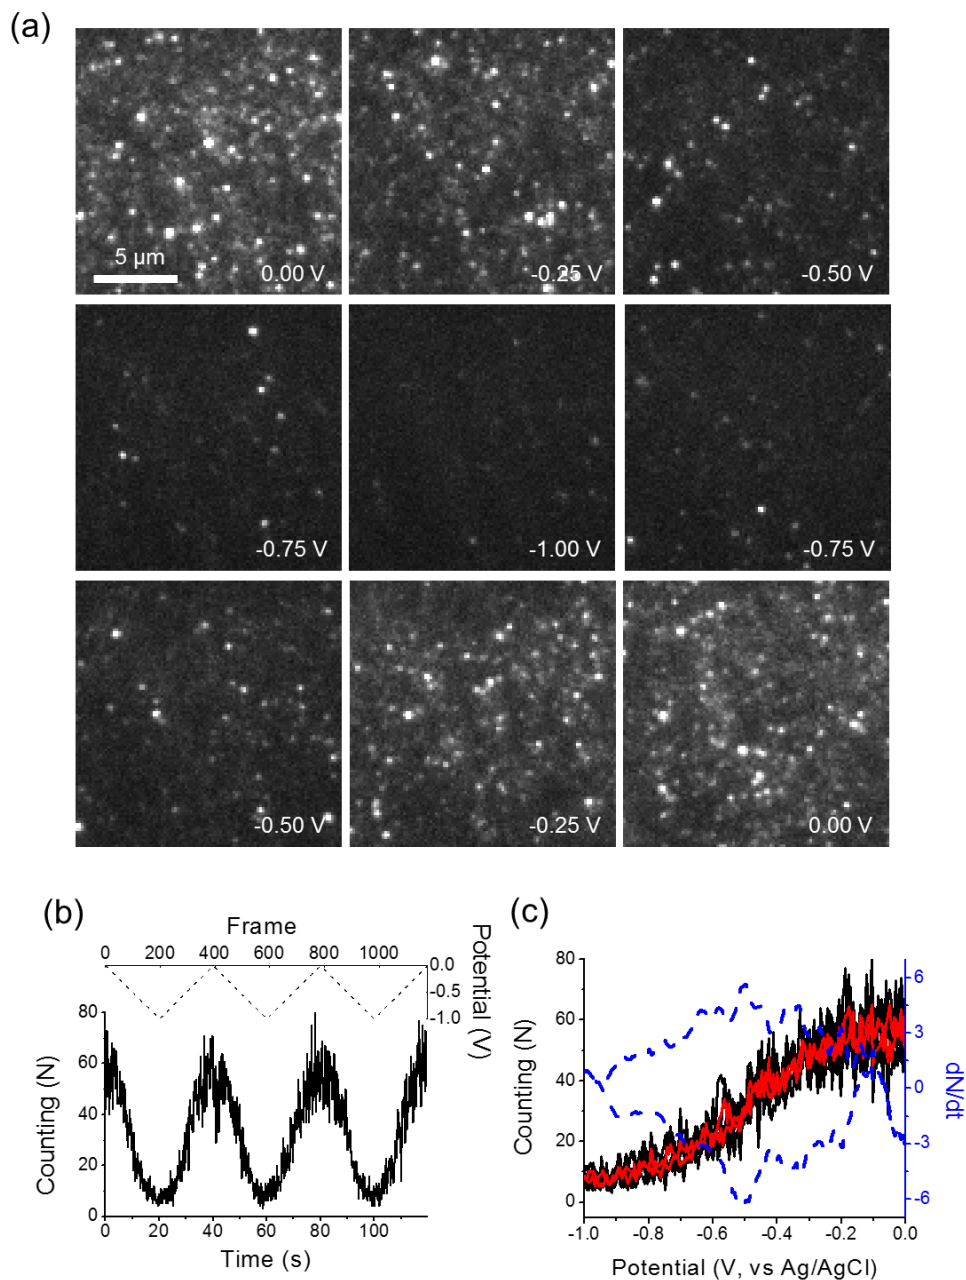 (a)
5 µm
0.00 V
-0.25 V
-0.50 V
-0.75 V
-1.00 V
-0.75 V
-0.50 V
-0.25 V
0.00 V
(b)
Frame
0 200 400 600 800 1000
0.0
-0.5
-1.0
Potential (V)
80
60
40
20
0
Counting (N)
0 20 40 60 80 100
Time (s)
(c)
80
60
40
20
0
Counting (N)
6
3
0
-3
-6
dN/dt
-1.0 -0.8 -0.6 -0.4 -0.2 0.0
Potential (V, vs Ag/AgCl)